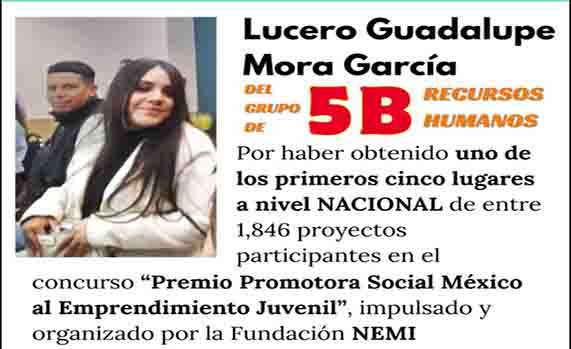 Lucero Guadalupe
Mora García
DEL
GRUPO
DE
5B
RECURSOS
HUMANOS
Por haber obtenido uno de
los primeros cinco lugares
a nivel NACIONAL de entre
1,846 proyectos
participantes en el
concurso “Premio Promotora Social México
al Emprendimiento Juvenil”, impulsado y
organizado por la Fundación NEMI